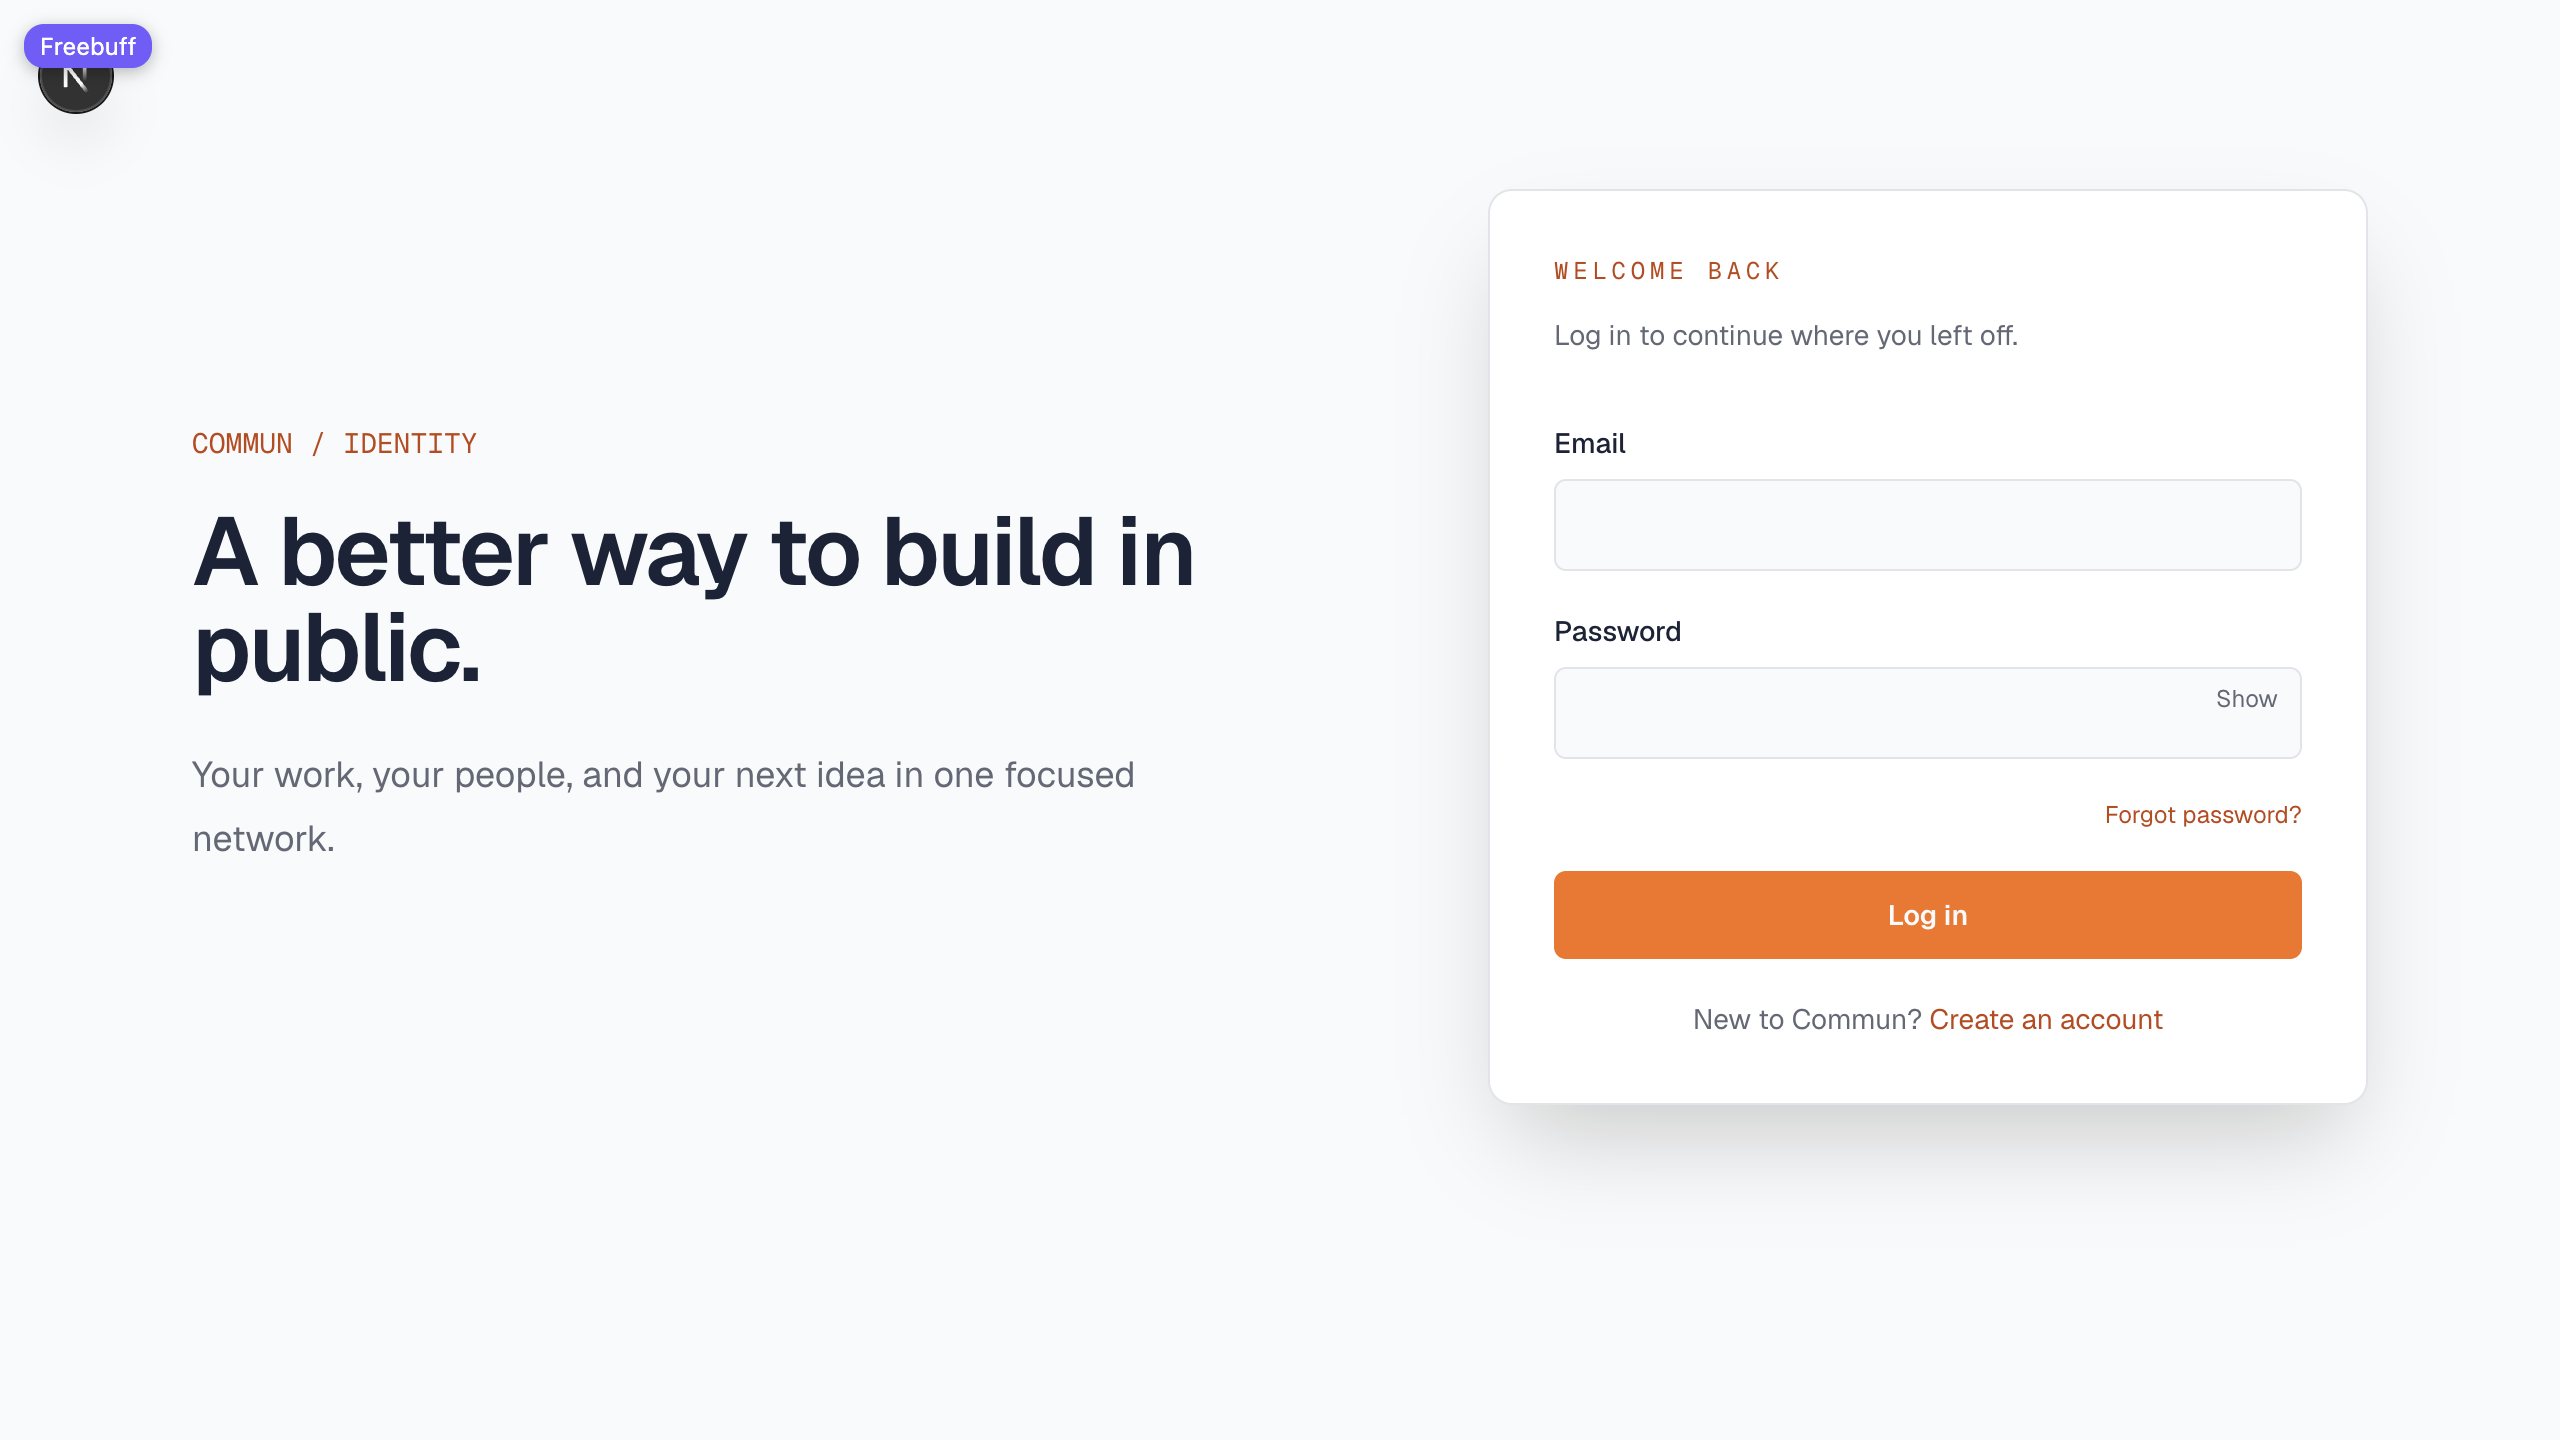 Freebuff
N
COMMUN / IDENTITY
A better way to build in
public.
Your work, your people, and your next idea in one focused
network.
WELCOME BACK
Log in to continue where you left off.
Email
Password
Show
Forgot password?
Log in
New to Commun? Create an account